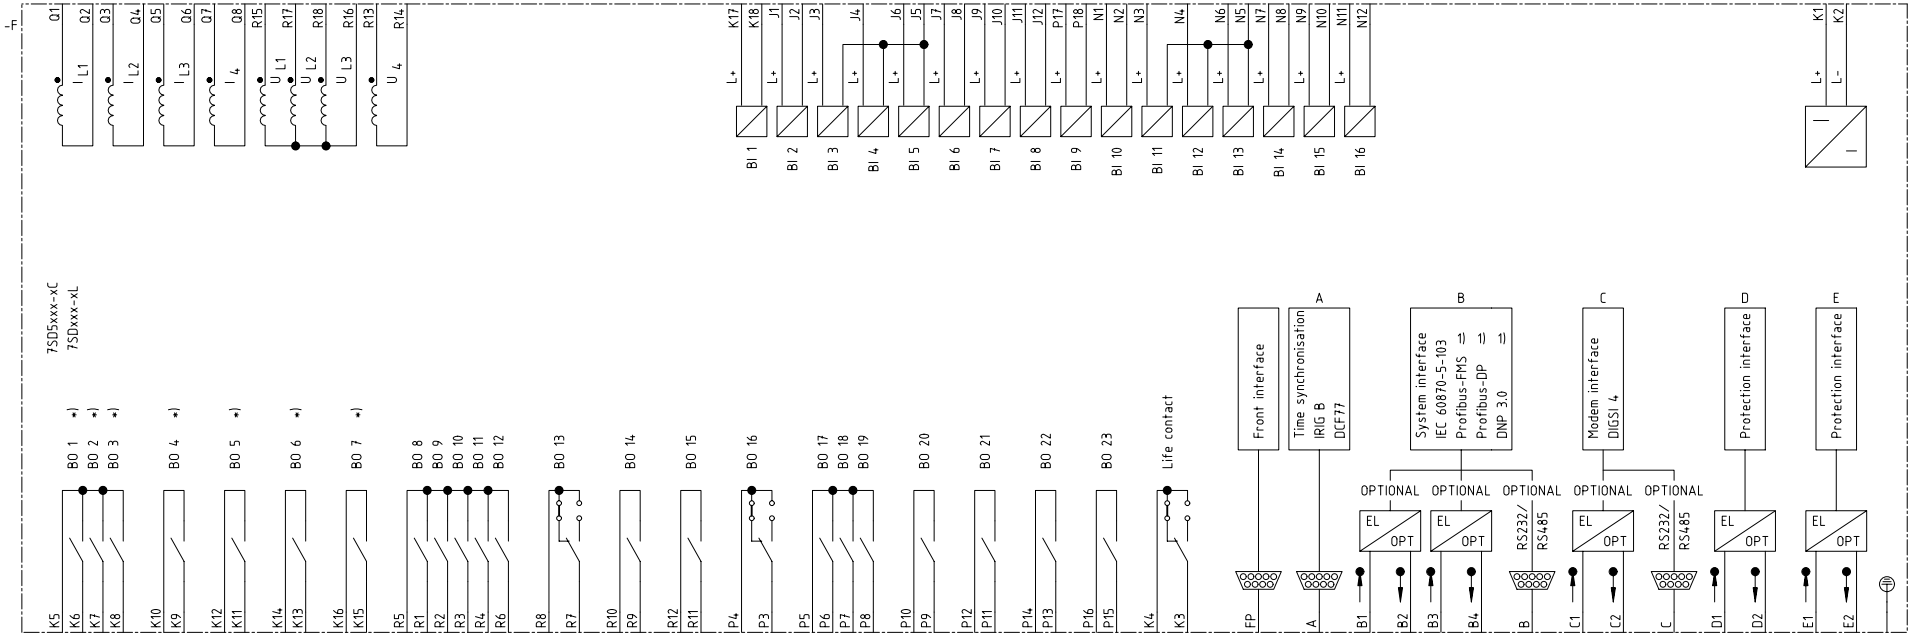 -F
Q1 Q2 Q3 Q4 Q5 Q6 Q7 Q8 R15 R17 R18 R16 R13 R14
K17 K18 J1 J2 J3 J4 J6 J5 J7 J8 J9 J10 J11 J12 P17 P18 N1 N2 N3 N4 N6 N5 N7 N8 N9 N10 N11 N12
K1 K2
I L1
I L2
I L3
I 4
U L1
U L2
U L3
U 4
L+ L+ L+ L+ L+ L+ L+ L+ L+ L+ L+ L+ L+ L+ L+ L+
L+ L-
BI 1
BI 2
BI 3
BI 4
BI 5
BI 6
BI 7
BI 8
BI 9
BI 10
BI 11
BI 12
BI 13
BI 14
BI 15
BI 16
7SD5xxx-xC
7SDxxx-xL
A
B
C
D
E
Front interface
Time synchronisation
IRIG B
DCF77
System interface
IEC 60870-5-103
Profibus-FMS 1)
Profibus-DP 1)
DNP 3.0 1)
Modem interface
DIGSI 4
Protection interface
Protection interface
BO 1 *)
BO 2 *)
BO 3 *)
BO 4 *)
BO 5 *)
BO 6 *)
BO 7 *)
BO 8
BO 9
BO 10
BO 11
BO 12
BO 13
BO 14
BO 15
BO 16
BO 17
BO 18
BO 19
BO 20
BO 21
BO 22
BO 23
Life contact
OPTIONAL OPTIONAL OPTIONAL OPTIONAL OPTIONAL
EL
OPT
EL
OPT
RS232/
RS485
EL
OPT
RS232/
RS485
EL
OPT
EL
OPT
K5 K6 K7 K8 K10 K9 K12 K11 K14 K13 K16 K15 R5 R1 R2 R3 R4 R6 R8 R7 R10 R9 R12 R11 P4 P3 P5 P6 P7 P8 P10 P9 P12 P11 P14 P13 P16 P15 K4 K3 FP A B1 B2 B3 B4 B C1 C2 C D1 D2 E1 E2